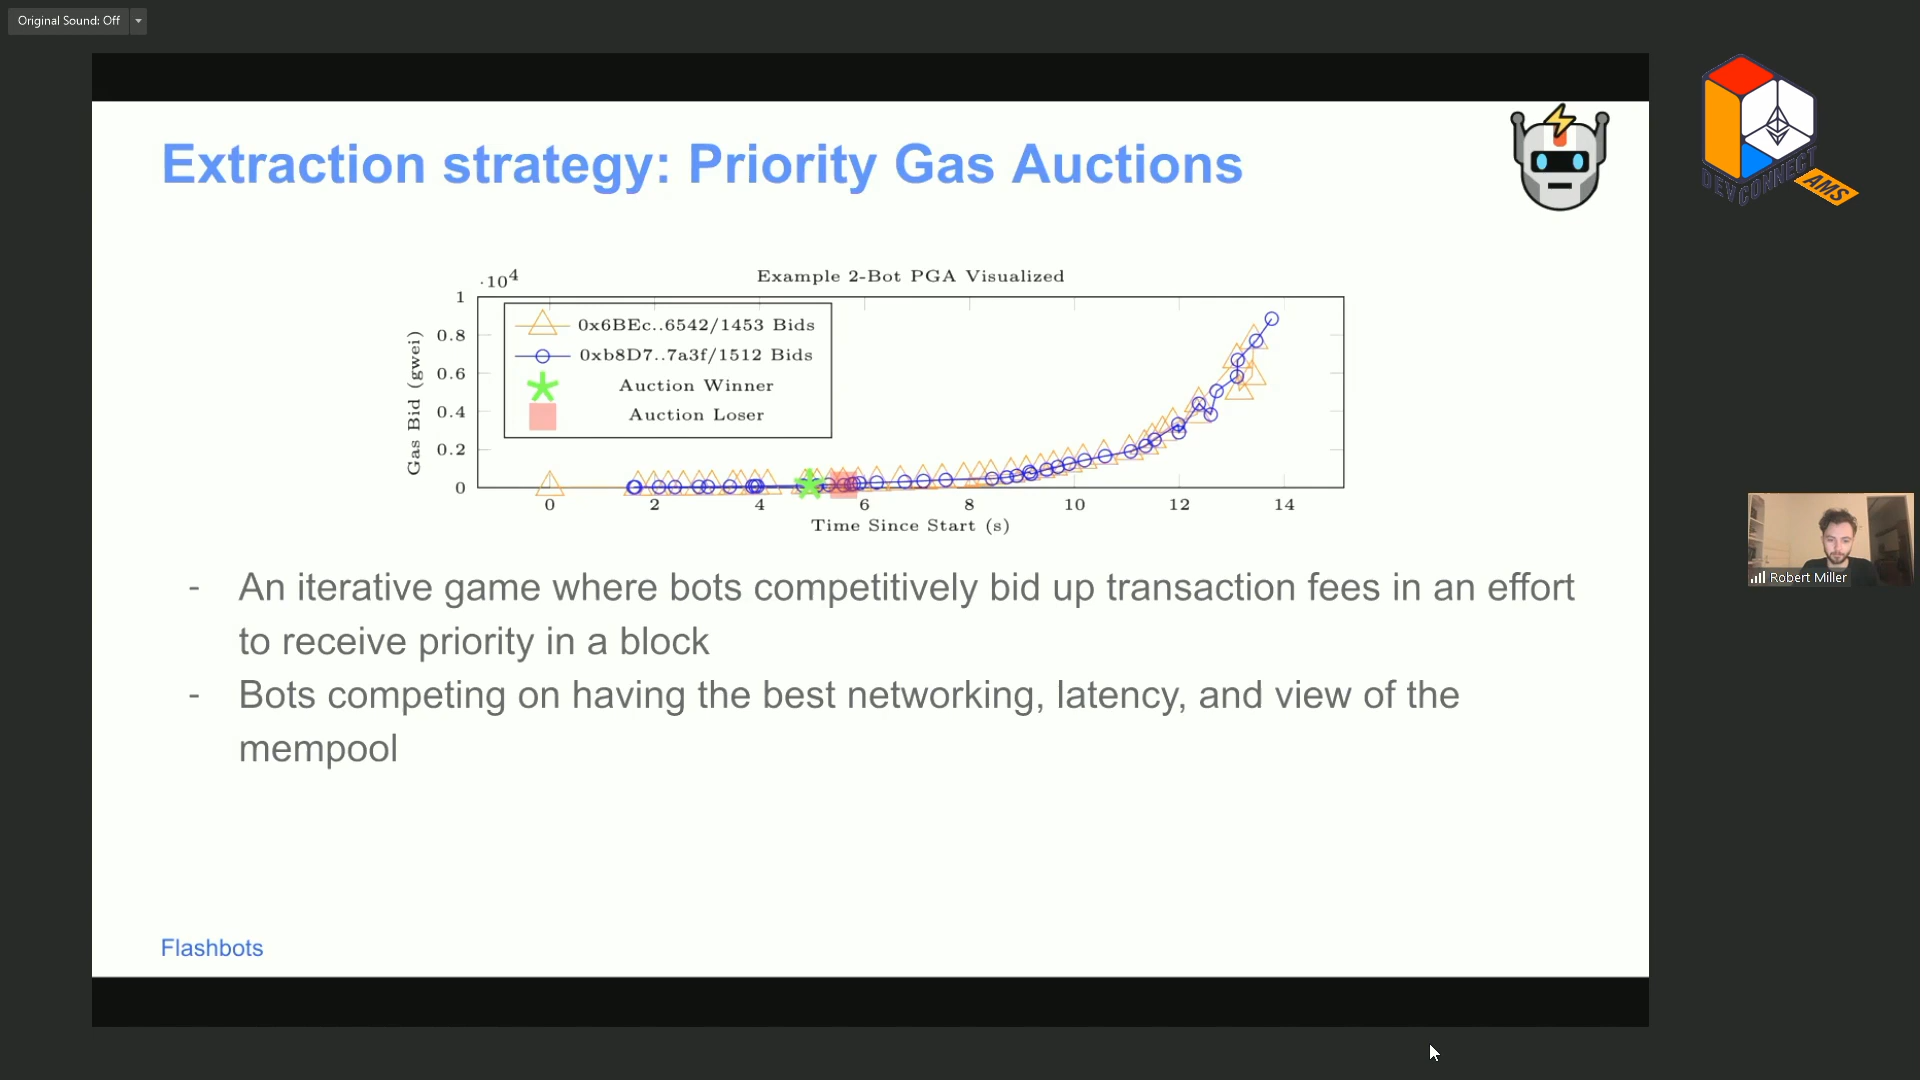 Original Sound: Off
Extraction strategy: Priority Gas Auctions
DEVCONNECT
AMS
Example 2-Bot PGA Visualized
·10⁴
Gas Bid (gwei)
1
0.8
0.6
0.4
0.2
0
0x6BEc..6542/1453 Bids
0xb8D7..7a3f/1512 Bids
Auction Winner
Auction Loser
0 2 4 6 8 10 12 14
Time Since Start (s)
- An iterative game where bots competitively bid up transaction fees in an effort
to receive priority in a block
- Bots competing on having the best networking, latency, and view of the
mempool
Robert Miller
Flashbots